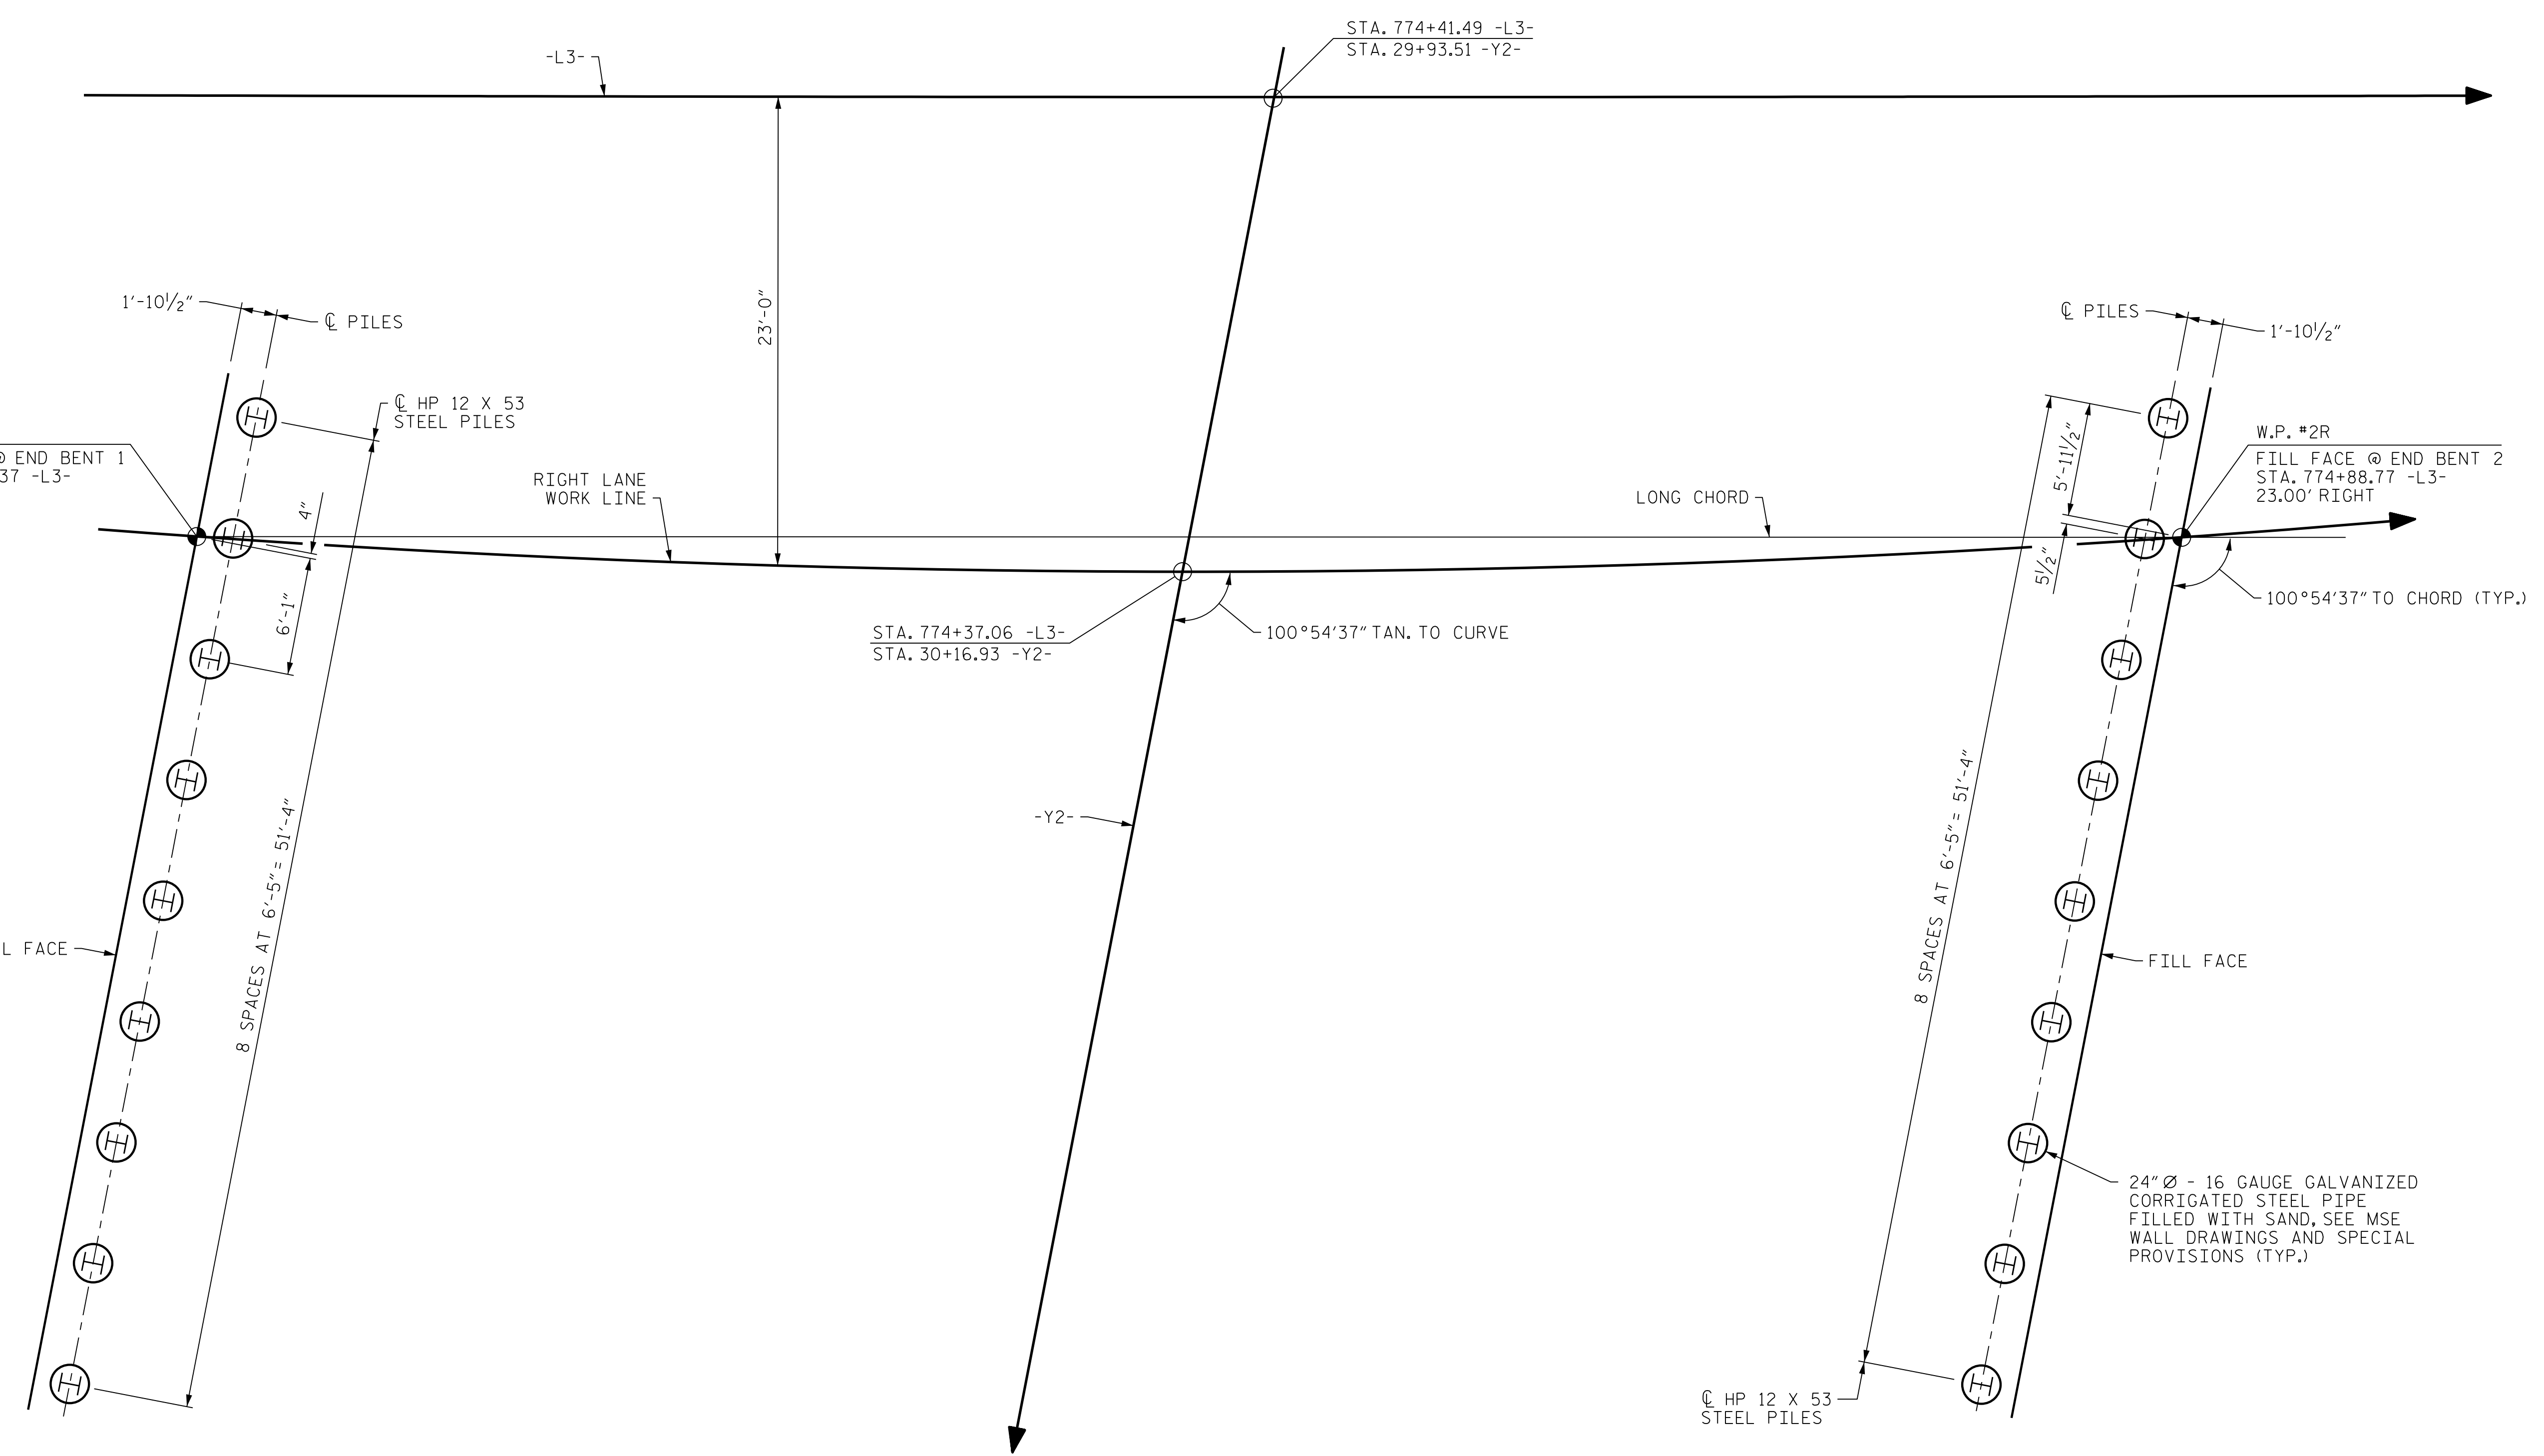 STA. 774+41.49 -L3-
STA. 29+93.51 -Y2-
-L3-
23'-0"
1'-10½"
℄ PILES
℄ HP 12 X 53
STEEL PILES
@ END BENT 1
37 -L3-
4"
6'-1"
8 SPACES AT 6'-5" = 51'-4"
L FACE
RIGHT LANE
WORK LINE
LONG CHORD
STA. 774+37.06 -L3-
STA. 30+16.93 -Y2-
100°54'37" TAN. TO CURVE
-Y2-
℄ PILES
1'-10½"
5'-11½"
5½"
8 SPACES AT 6'-5" = 51'-4"
W.P. #2R
FILL FACE @ END BENT 2
STA. 774+88.77 -L3-
23.00' RIGHT
100°54'37" TO CHORD (TYP.)
FILL FACE
24"Ø - 16 GAUGE GALVANIZED
CORRIGATED STEEL PIPE
FILLED WITH SAND, SEE MSE
WALL DRAWINGS AND SPECIAL
PROVISIONS (TYP.)
℄ HP 12 X 53
STEEL PILES